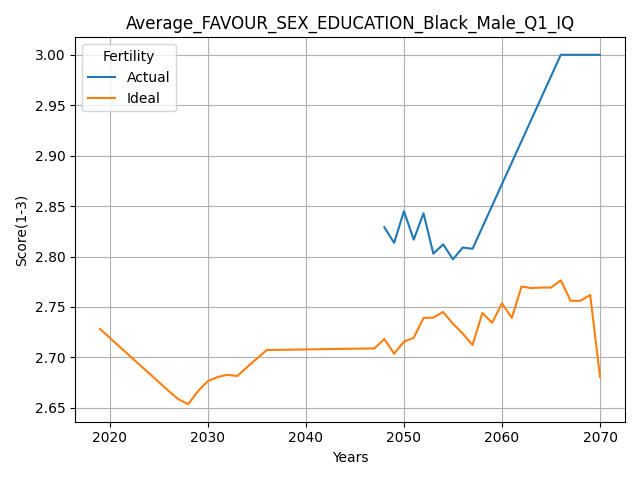 Average_FAVOUR_SEX_EDUCATION_Black_Male_Q1_IQ
Fertility
Actual
Ideal
Score(1-3)
3.00
2.95
2.90
2.85
2.80
2.75
2.70
2.65
2020 2030 2040 2050 2060 2070
Years